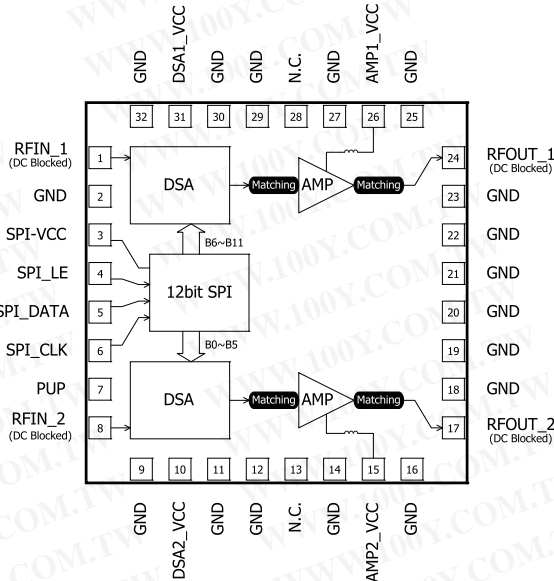 GND
DSA1_VCC
GND
GND
N.C.
GND
AMP1_VCC
GND
32 31 30 29 28 27 26 25
RFIN_1
(DC Blocked)
1
GND
2
SPI-VCC
3
SPI_LE
4
SPI_DATA
5
SPI_CLK
6
PUP
7
RFIN_2
(DC Blocked)
8
DSA
Matching
AMP
Matching
B6~B11
12bit SPI
B0~B5
DSA
Matching
AMP
Matching
24
RFOUT_1
(DC Blocked)
23
GND
22
GND
21
GND
20
GND
19
GND
18
GND
17
RFOUT_2
(DC Blocked)
9 10 11 12 13 14 15 16
GND
DSA2_VCC
GND
GND
N.C.
GND
AMP2_VCC
GND
WWW.100Y.COM.TW